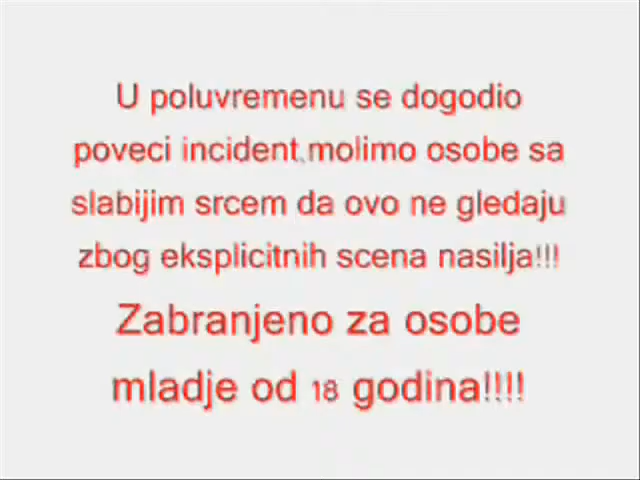 U poluvremenu se dogodio
poveci incident,molimo osobe sa
slabijim srcem da ovo ne gledaju
zbog eksplicitnih scena nasilja!!!
Zabranjeno za osobe
mladje od 18 godina!!!!